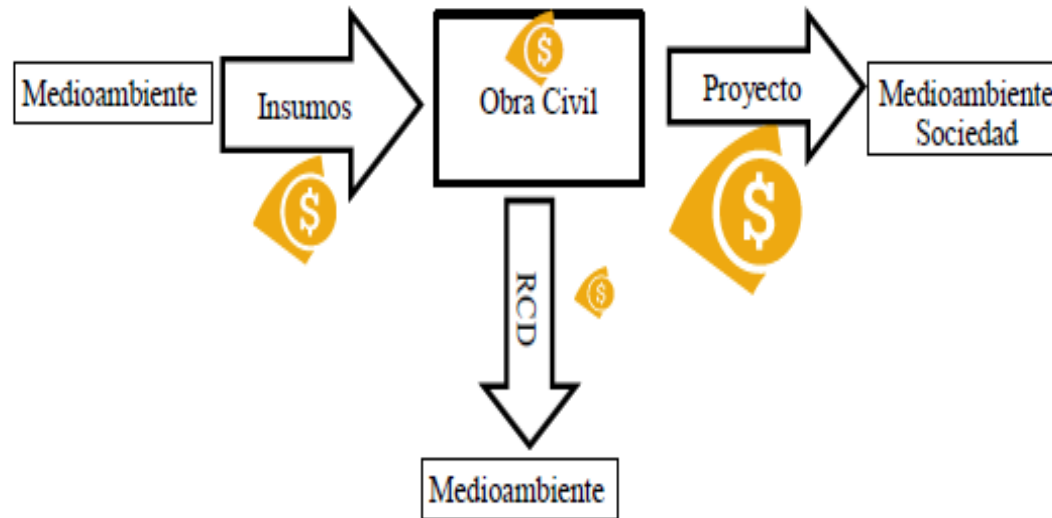 Medioambiente
Insumos
$
$
Obra Civil
Proyecto
$
Medioambiente
Sociedad
RCD
$
Medioambiente